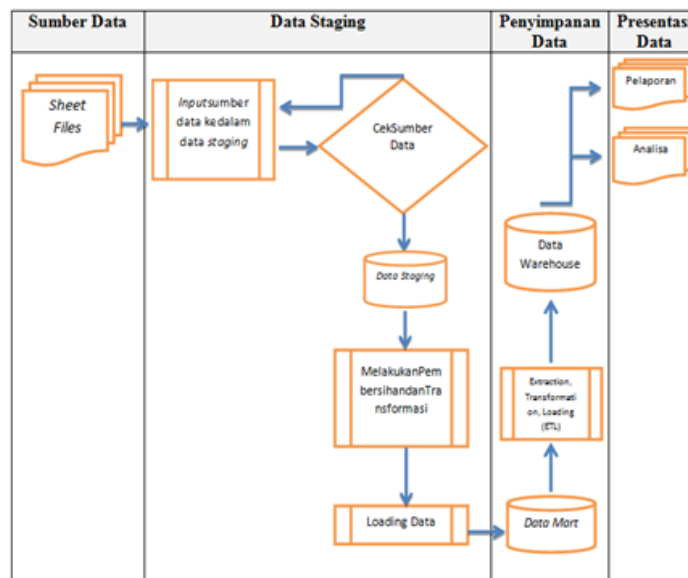 Sumber Data
Data Staging
Penyimpanan
Data
Presentasi
Data
Sheet
Files
Inputsumber
data kedalam
data staging
CekSumber
Data
Data Staging
MelakukanPem
bersihandanTra
nsformasi
Loading Data
Data Mart
Extraction,
Transformati
on, Loading
(ETL)
Data
Warehouse
Pelaporan
Analisa